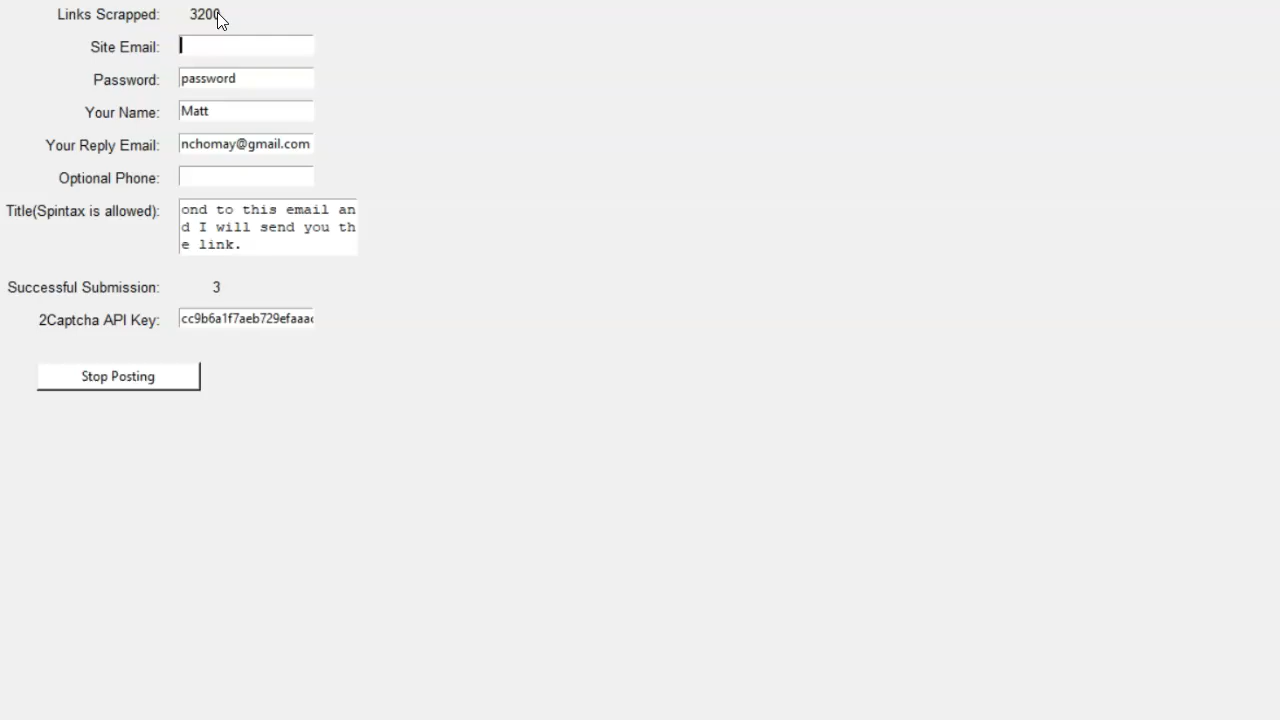 Links Scrapped: 3200
Site Email:
Password: password
Your Name: Matt
Your Reply Email: nchomay@gmail.com
Optional Phone:
Title(Spintax is allowed): ond to this email an
d I will send you th
e link.
Successful Submission: 3
2Captcha API Key: cc9b6a1f7aeb729efaaac
Stop Posting